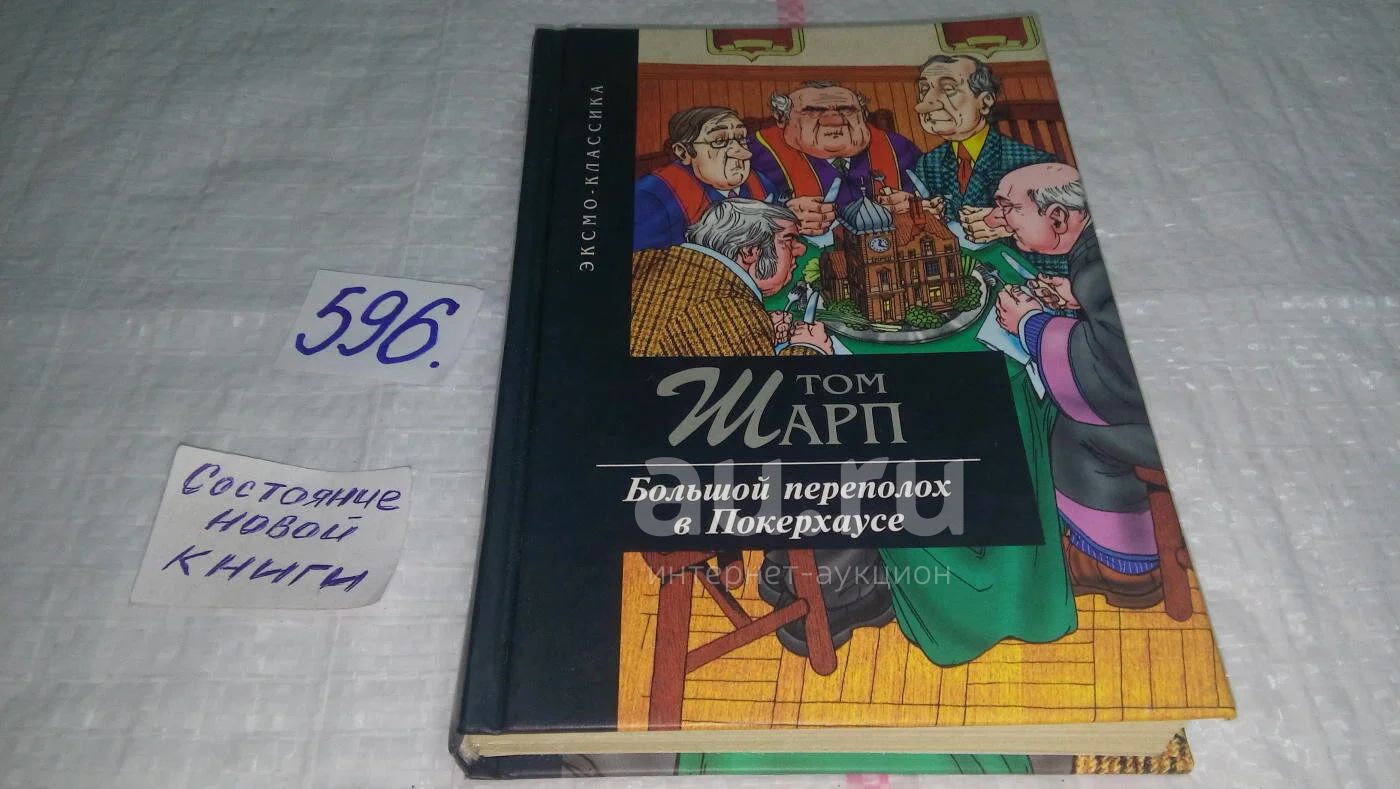 ЭКСМО-КЛАССИКА
596.
ТОМ
ШАРП
Состояние
новой
книги
Большой переполох
в Покерхаусе
au.ru
интернет-аукцион